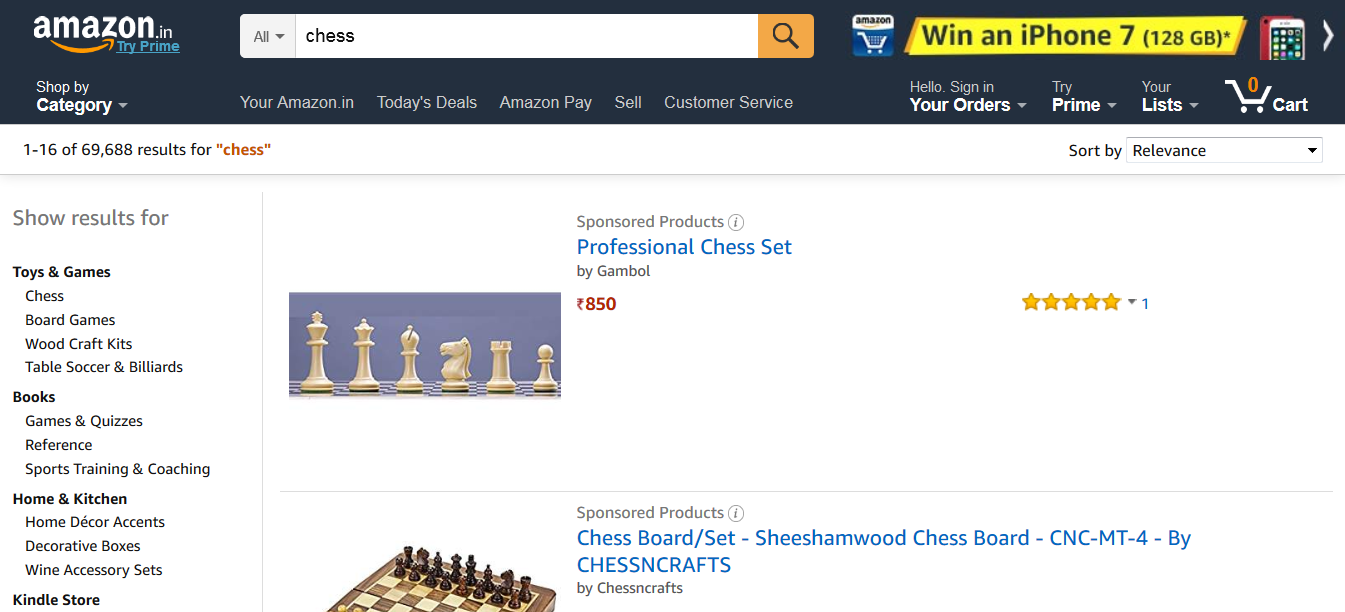 amazon.in
Try Prime
All
chess
amazon
Win an iPhone 7 (128 GB)*
Shop by
Category
Your Amazon.in
Today's Deals
Amazon Pay
Sell
Customer Service
Hello. Sign in
Your Orders
Try
Prime
Your
Lists
0
Cart
1-16 of 69,688 results for "chess"
Sort by
Relevance
Show results for
Toys & Games
Chess
Board Games
Wood Craft Kits
Table Soccer & Billiards
Books
Games & Quizzes
Reference
Sports Training & Coaching
Home & Kitchen
Home Décor Accents
Decorative Boxes
Wine Accessory Sets
Kindle Store
Sponsored Products i
Professional Chess Set
by Gambol
₹850
1
Sponsored Products i
Chess Board/Set - Sheeshamwood Chess Board - CNC-MT-4 - By
CHESSNCRAFTS
by Chessncrafts